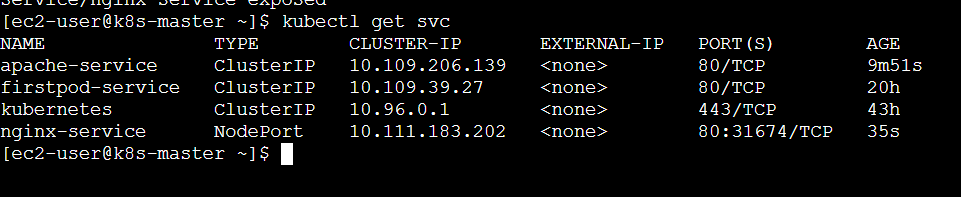 service/nginx-service exposed
[ec2-user@k8s-master ~]$ kubectl get svc
NAME TYPE CLUSTER-IP EXTERNAL-IP PORT(S) AGE
apache-service ClusterIP 10.109.206.139 <none> 80/TCP 9m51s
firstpod-service ClusterIP 10.109.39.27 <none> 80/TCP 20h
kubernetes ClusterIP 10.96.0.1 <none> 443/TCP 43h
nginx-service NodePort 10.111.183.202 <none> 80:31674/TCP 35s
[ec2-user@k8s-master ~]$